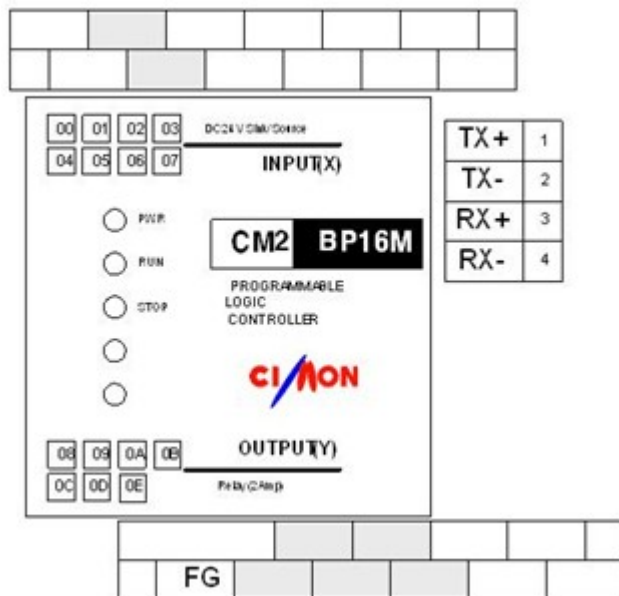 00 01 02 03 DC24V Sink/Source
04 05 06 07 INPUT(X)
PWR
RUN
STOP
CM2 BP16M
PROGRAMMABLE
LOGIC
CONTROLLER
CIMON
TX+ 1
TX- 2
RX+ 3
RX- 4
08 09 0A 0B OUTPUT(Y)
0C 0D 0E Relay(2Amp)
FG